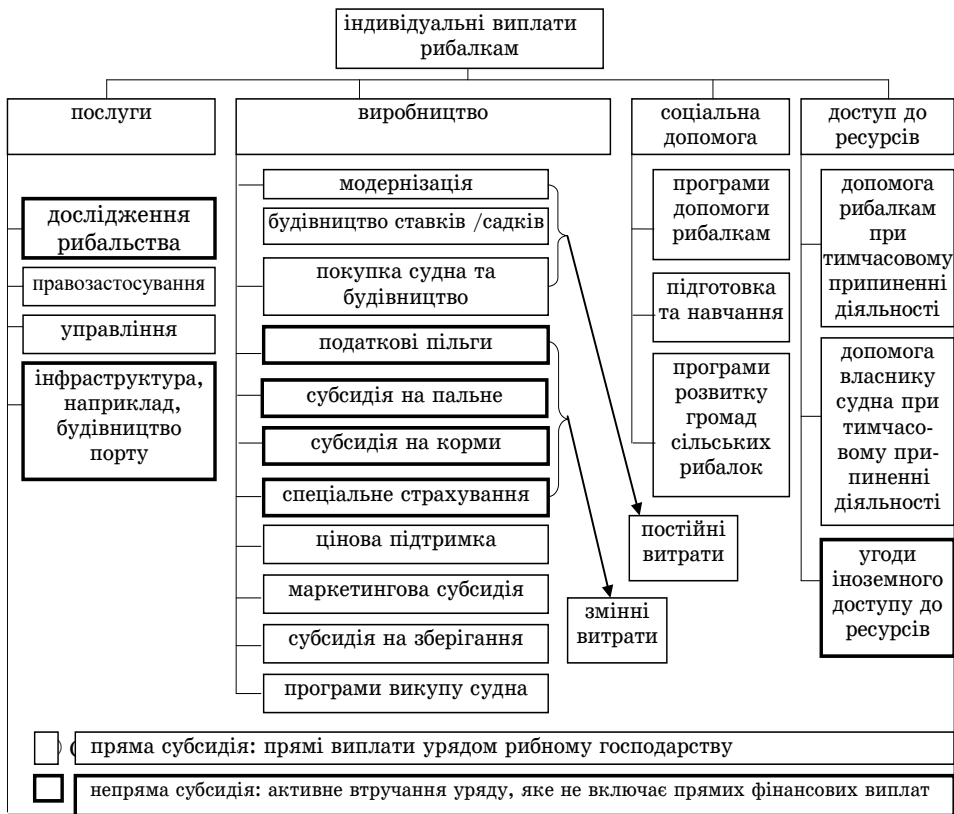 індивідуальні виплати
рибалкам
послуги
дослідження
рибальства
правозастосування
управління
інфраструктура,
наприклад,
будівництво
порту
виробництво
модернізація
будівництво ставків /садків
покупка судна та
будівництво
податкові пільги
субсидія на пальне
субсидія на корми
спеціальне страхування
цінова підтримка
маркетингова субсидія
субсидія на зберігання
програми викупу судна
постійні
витрати
змінні
витрати
соціальна
допомога
програми
допомоги
рибалкам
підготовка
та навчання
програми
розвитку
громад
сільських
рибалок
доступ до
ресурсів
допомога
рибалкам
при
тимчасовому
припиненні
діяльності
допомога
власнику
судна при
тимчасо-
вому при-
пиненні
діяльності
угоди
іноземного
доступу до
ресурсів
пряма субсидія: прямі виплати урядом рибному господарству
непряма субсидія: активне втручання уряду, яке не включає прямих фінансових виплат